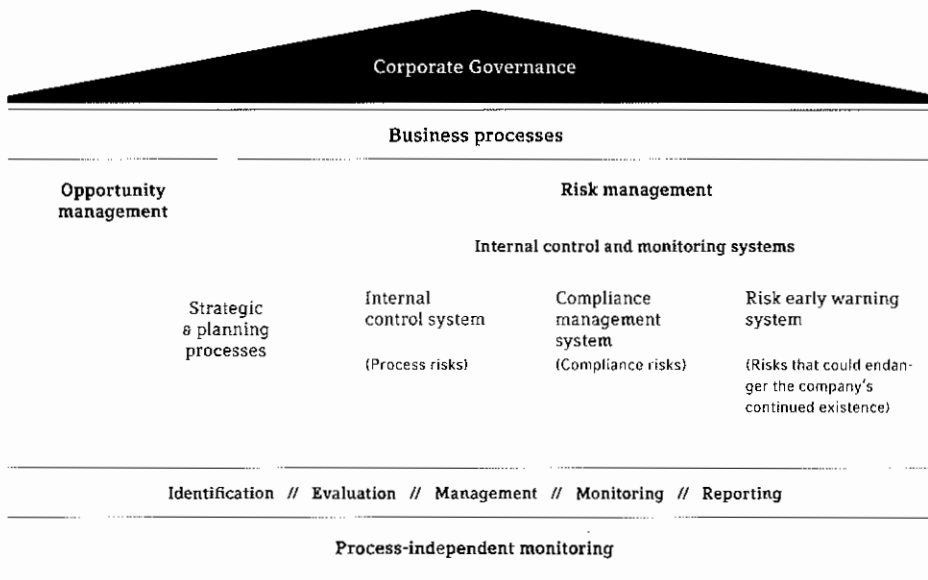 Corporate Governance
Business processes
Opportunity
management
Risk management
Internal control and monitoring systems
Strategic
& planning
processes
Internal
control system
(Process risks)
Compliance
management
system
(Compliance risks)
Risk early warning
system
(Risks that could endan-
ger the company's
continued existence)
Identification // Evaluation // Management // Monitoring // Reporting
Process-independent monitoring